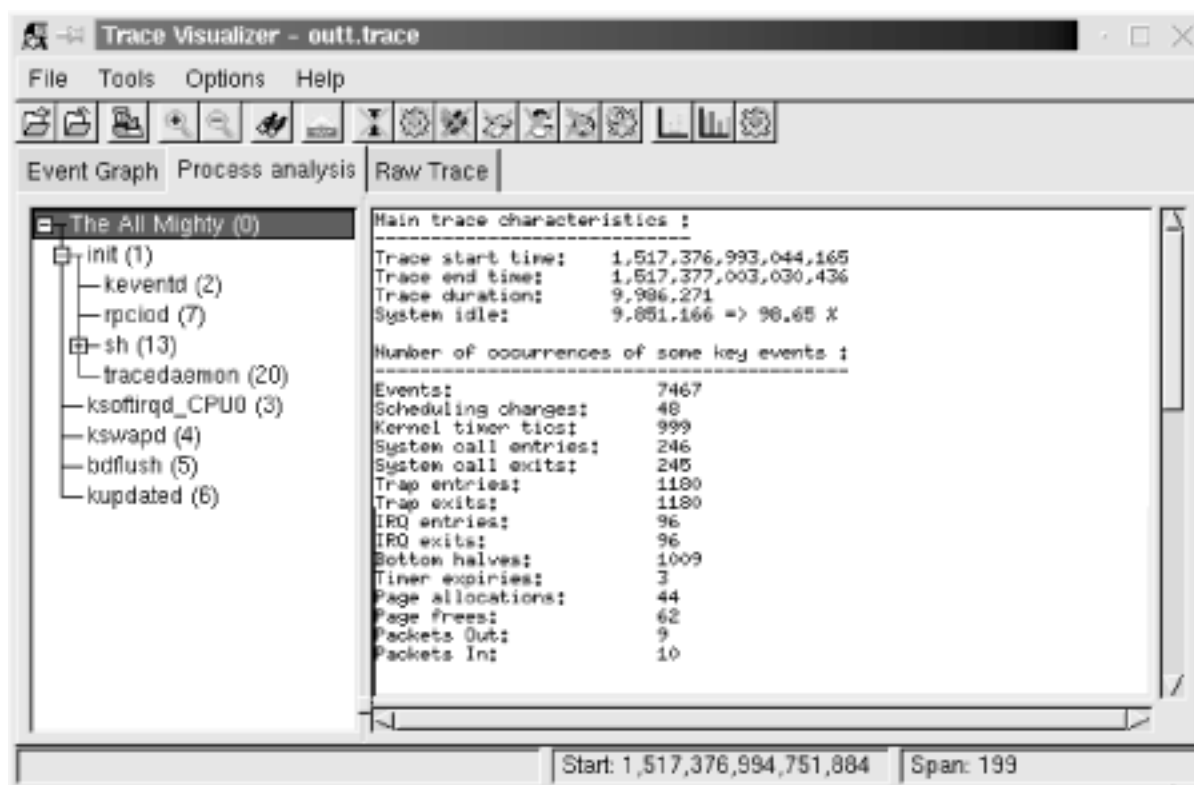 Trace Visualizer - outt.trace
File Tools Options Help
Event Graph Process analysis Raw Trace
The All Mighty (0)
init (1)
keventd (2)
rpciod (7)
sh (13)
tracedaemon (20)
ksoftirqd_CPU0 (3)
kswapd (4)
bdflush (5)
kupdated (6)
Main trace characteristics :
Trace start time: 1,517,376,993,044,165
Trace end time: 1,517,377,003,030,436
Trace duration: 9,986,271
System idle: 9,851,166 => 98.65 %
Number of occurrences of some key events :
Events: 7467
Scheduling changes: 48
Kernel timer tics: 999
System call entries: 246
System call exits: 245
Trap entries: 1180
Trap exits: 1180
IRQ entries: 96
IRQ exits: 96
Bottom halves: 1009
Timer expiries: 3
Page allocations: 44
Page frees: 62
Packets Out: 9
Packets In: 10
Start: 1,517,376,994,751,884 Span: 199